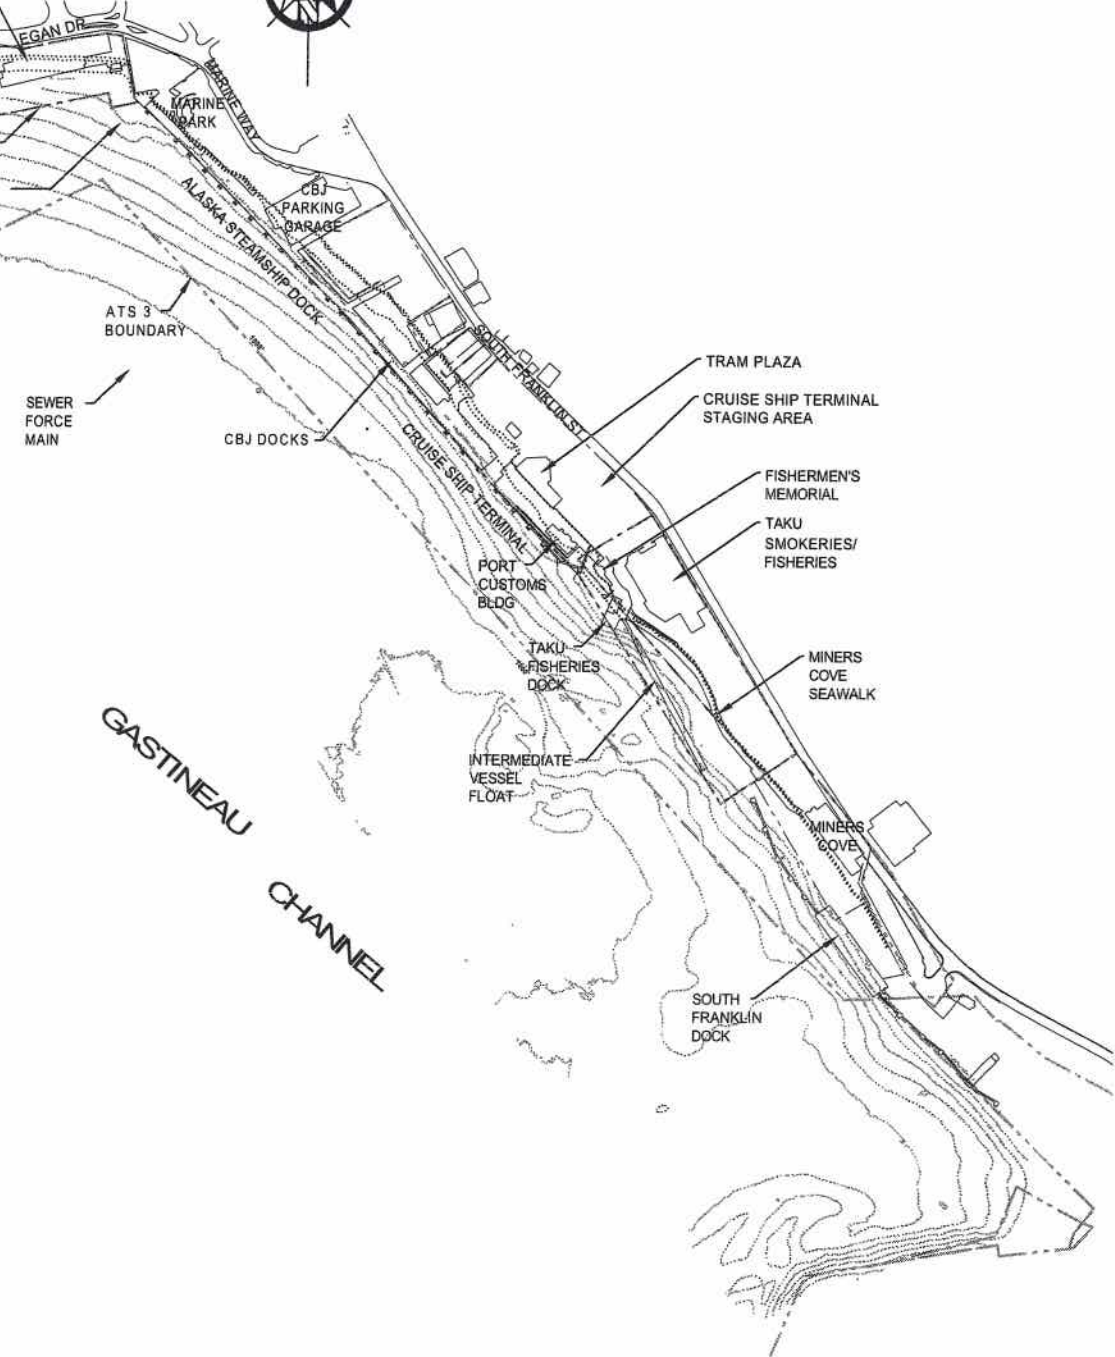 EGAN DR
MARINE WAY
MARINE
PARK
CBJ
PARKING
GARAGE
ALASKA STEAMSHIP DOCK
ATS 3
BOUNDARY
SOUTH FRANKLIN ST
TRAM PLAZA
SEWER
FORCE
MAIN
CRUISE SHIP TERMINAL
STAGING AREA
CBJ DOCKS
CRUISE SHIP TERMINAL
FISHERMEN'S
MEMORIAL
TAKU
SMOKERIES/
FISHERIES
PORT
CUSTOMS
BLDG
TAKU
FISHERIES
DOCK
MINERS
COVE
SEAWALK
GASTINEAU
CHANNEL
INTERMEDIATE
VESSEL
FLOAT
MINERS
COVE
SOUTH
FRANKLIN
DOCK